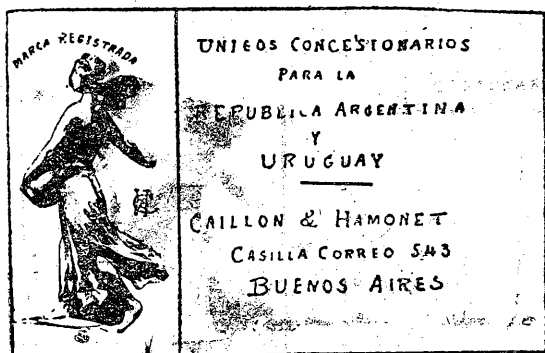 MARCA REGISTRADA
UNICOS CONCESIONARIOS
PARA LA
REPUBLICA ARGENTINA
Y
URUGUAY
CAILLON & HAMONET
CASILLA CORREO 543
BUENOS AIRES